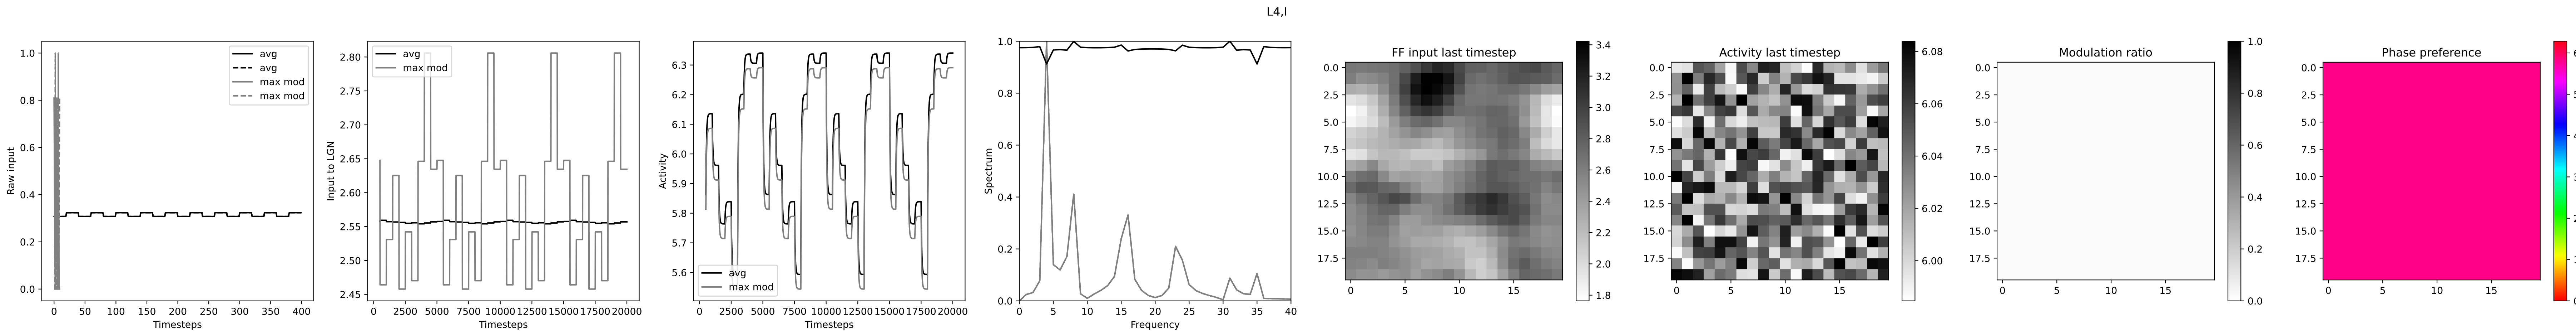 L4,I
Raw input
1.0
0.8
0.6
0.4
0.2
0.0
avg
avg
max mod
max mod
0 50 100 150 200 250 300 350 400
Timesteps
Input to LGN
2.80
2.75
2.70
2.65
2.60
2.55
2.50
2.45
avg
max mod
0 2500 5000 7500 10000 12500 15000 17500 20000
Timesteps
Activity
6.3
6.2
6.1
6.0
5.9
5.8
5.7
5.6
avg
max mod
0 2500 5000 7500 10000 12500 15000 17500 20000
Timesteps
Spectrum
1.0
0.8
0.6
0.4
0.2
0.0
0 5 10 15 20 25 30 35 40
Frequency
FF input last timestep
0.0
2.5
5.0
7.5
10.0
12.5
15.0
17.5
0 5 10 15
3.4
3.2
3.0
2.8
2.6
2.4
2.2
2.0
1.8
Activity last timestep
0.0
2.5
5.0
7.5
10.0
12.5
15.0
17.5
0 5 10 15
6.08
6.06
6.04
6.02
6.00
Modulation ratio
0.0
2.5
5.0
7.5
10.0
12.5
15.0
17.5
0 5 10 15
1.0
0.8
0.6
0.4
0.2
0.0
Phase preference
0.0
2.5
5.0
7.5
10.0
12.5
15.0
17.5
0 5 10 15